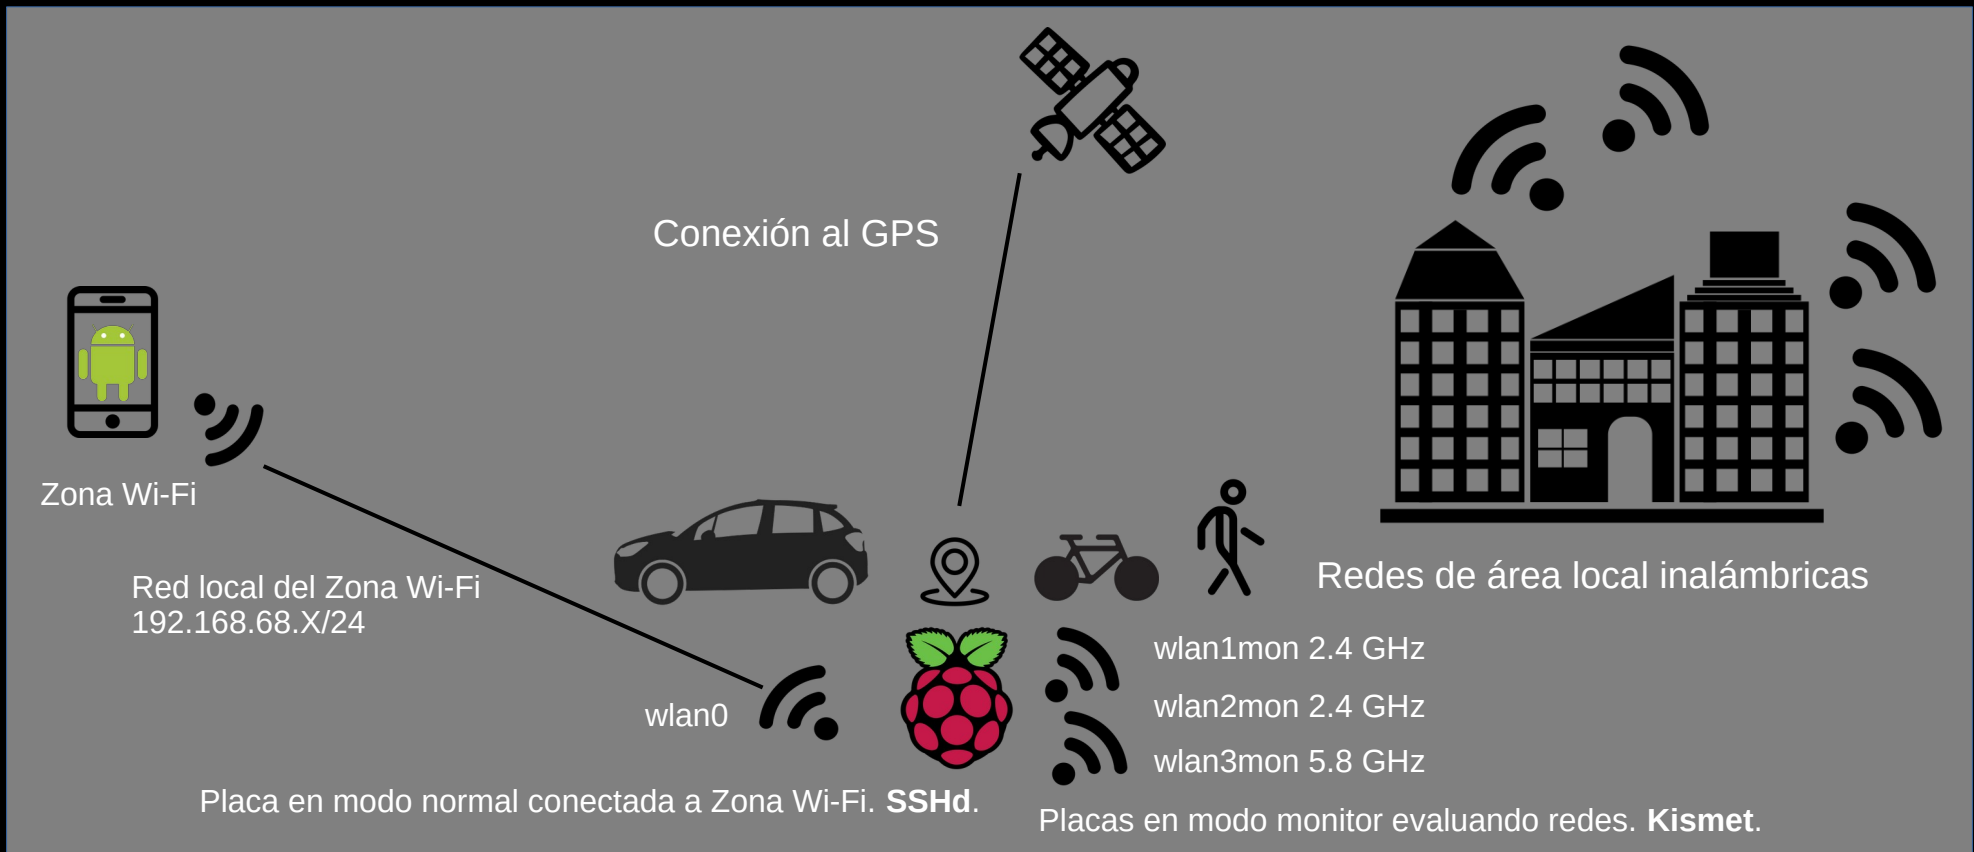 Conexión al GPS
Zona Wi-Fi
Red local del Zona Wi-Fi
192.168.68.X/24
Redes de área local inalámbricas
wlan1mon 2.4 GHz
wlan0
wlan2mon 2.4 GHz
wlan3mon 5.8 GHz
Placa en modo normal conectada a Zona Wi-Fi. SSHd.
Placas en modo monitor evaluando redes. Kismet.